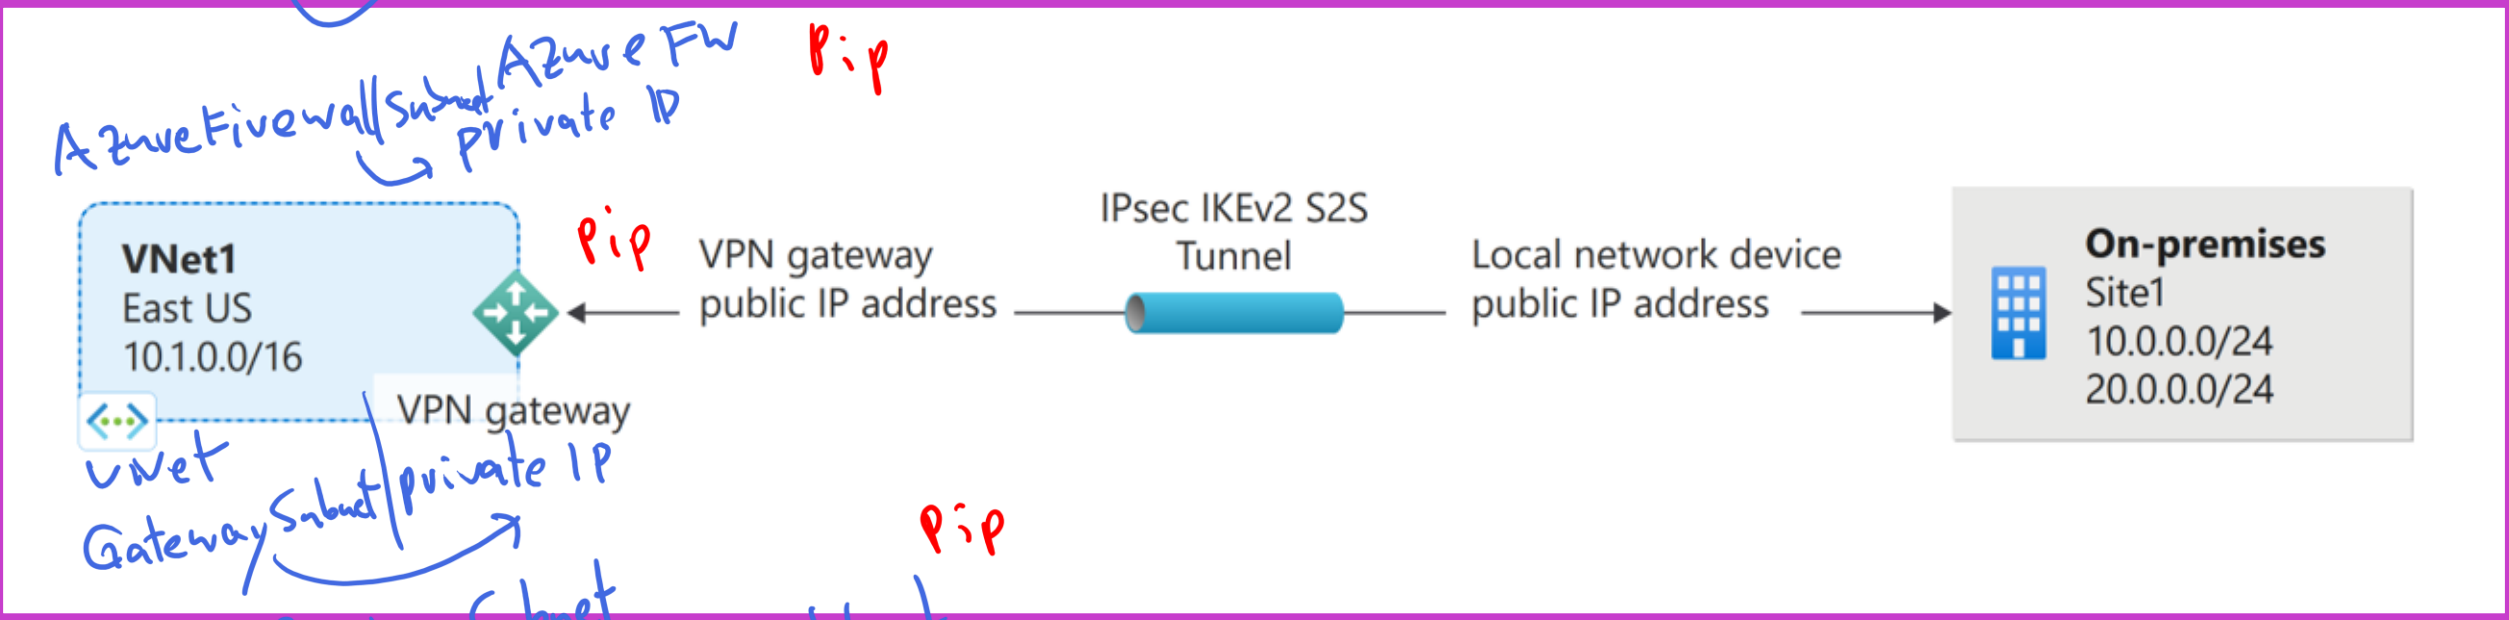 Azure FW
pip
AzureFirewallSubnet
private IP
VNet1
East US
10.1.0.0/16
pip
VPN gateway
public IP address
IPsec IKEv2 S2S
Tunnel
Local network device
public IP address
On-premises
Site1
10.0.0.0/24
20.0.0.0/24
VPN gateway
VNet
GatewaySubnet
private IP
pip